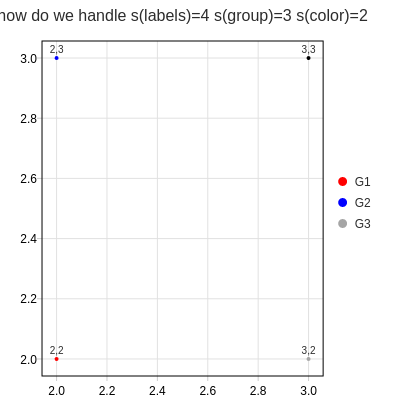 how do we handle s(labels)=4 s(group)=3 s(color)=2
2,3 3,3
3.0
2.8
2.6
G1
G2
G3
2.4
2.2
2,2 3,2
2.0
2.0 2.2 2.4 2.6 2.8 3.0